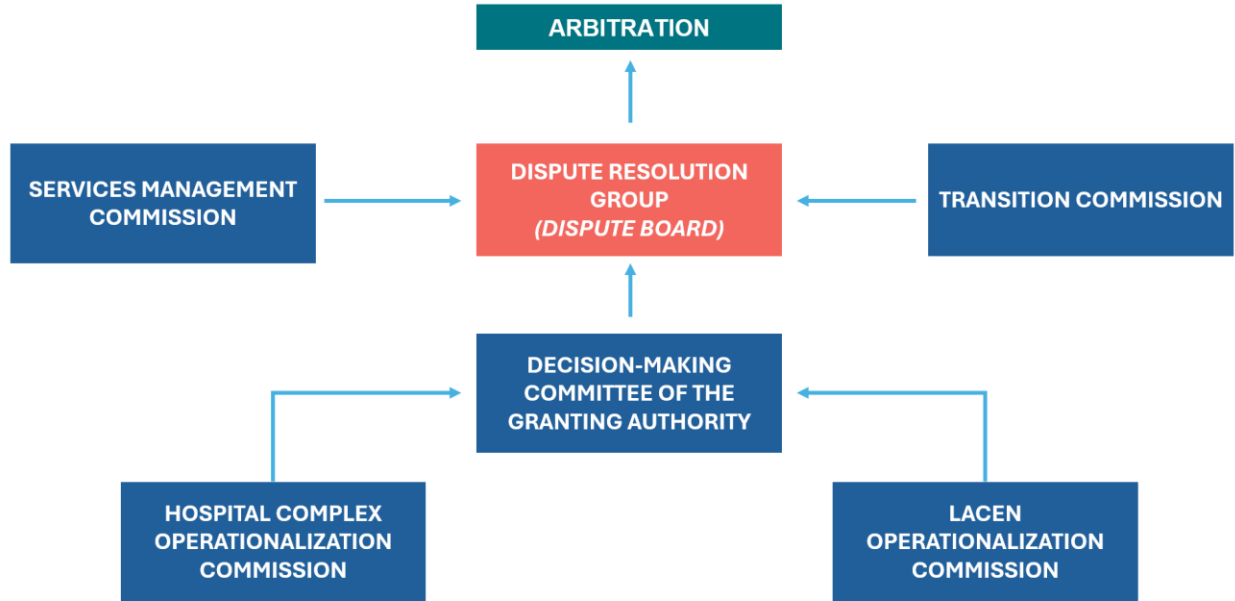 ARBITRATION
SERVICES MANAGEMENT
COMMISSION
DISPUTE RESOLUTION
GROUP
(DISPUTE BOARD)
TRANSITION COMMISSION
DECISION-MAKING
COMMITTEE OF THE
GRANTING AUTHORITY
HOSPITAL COMPLEX
OPERATIONALIZATION
COMMISSION
LACEN
OPERATIONALIZATION
COMMISSION